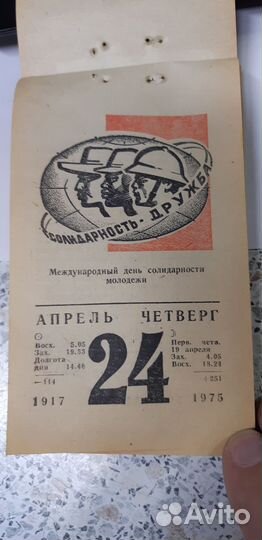 СОЛИДАРНОСТЬ - ДРУЖБА
Международный день солидарности
молодежи
АПРЕЛЬ ЧЕТВЕРГ
24
Восх. 5.05
Зах. 19.53
Долгота
дня 14.48
—114
1917
Перв. четв.
19 апреля
Зах. 4.05
Восх. 18.24
+251
1975
Avito